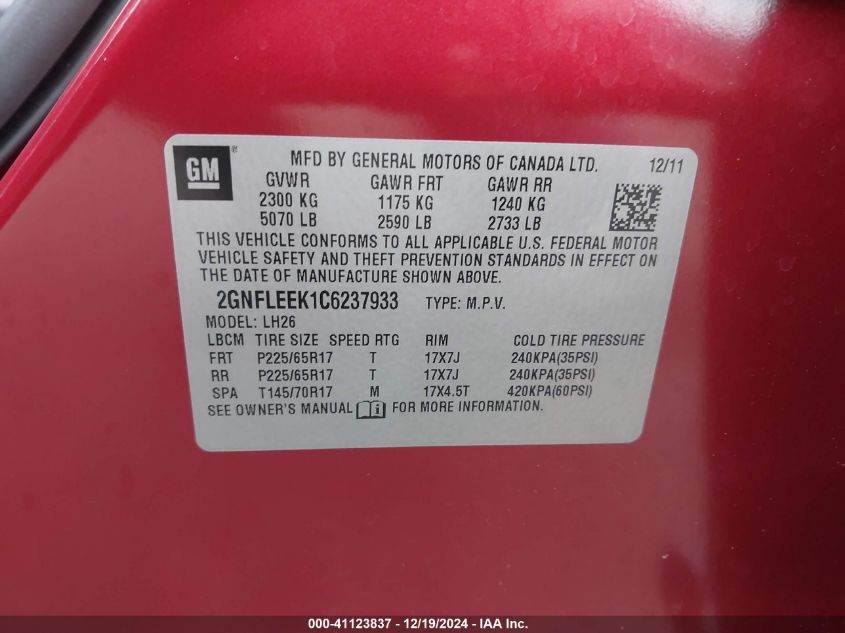 GM ® MFD BY GENERAL MOTORS OF CANADA LTD. 12/11
GVWR GAWR FRT GAWR RR
2300 KG 1175 KG 1240 KG
5070 LB 2590 LB 2733 LB
THIS VEHICLE CONFORMS TO ALL APPLICABLE U.S. FEDERAL MOTOR
VEHICLE SAFETY AND THEFT PREVENTION STANDARDS IN EFFECT ON
THE DATE OF MANUFACTURE SHOWN ABOVE.
2GNFLEEK1C6237933 TYPE: M.P.V.
MODEL: LH26
LBCM TIRE SIZE SPEED RTG RIM COLD TIRE PRESSURE
FRT P225/65R17 T 17X7J 240KPA(35PSI)
RR P225/65R17 T 17X7J 240KPA(35PSI)
SPA T145/70R17 M 17X4.5T 420KPA(60PSI)
SEE OWNER'S MANUAL i FOR MORE INFORMATION.
000-41123837 - 12/19/2024 - IAA Inc.